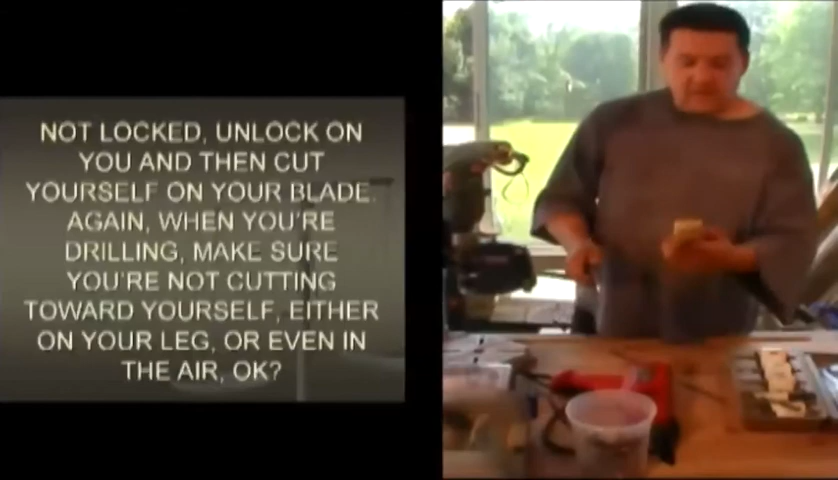 NOT LOCKED, UNLOCK ON
YOU AND THEN CUT
YOURSELF ON YOUR BLADE.
AGAIN, WHEN YOU'RE
DRILLING, MAKE SURE
YOU'RE NOT CUTTING
TOWARD YOURSELF, EITHER
ON YOUR LEG, OR EVEN IN
THE AIR, OK?